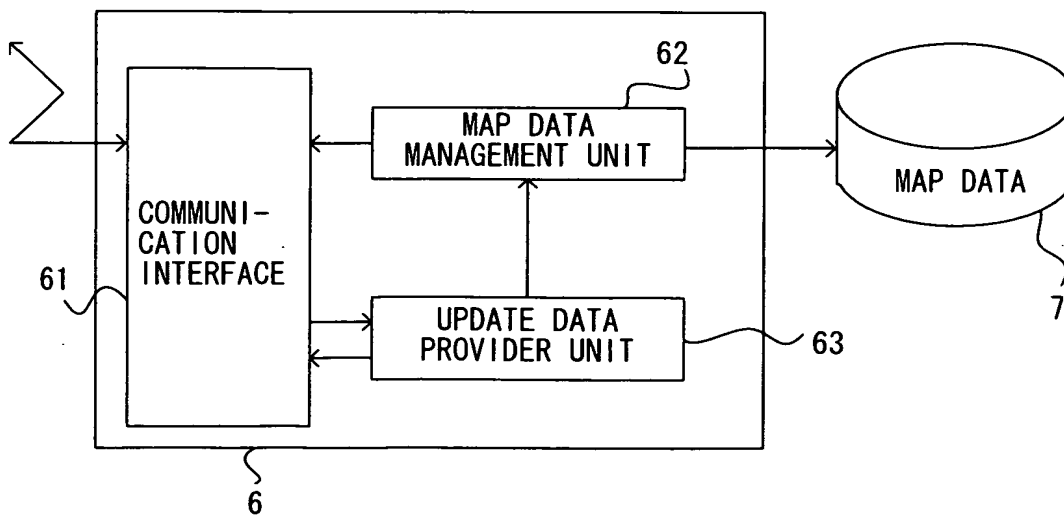 62
MAP DATA
MANAGEMENT UNIT
MAP DATA
COMMUNI-
CATION
INTERFACE
61
7
UPDATE DATA
PROVIDER UNIT
63
6